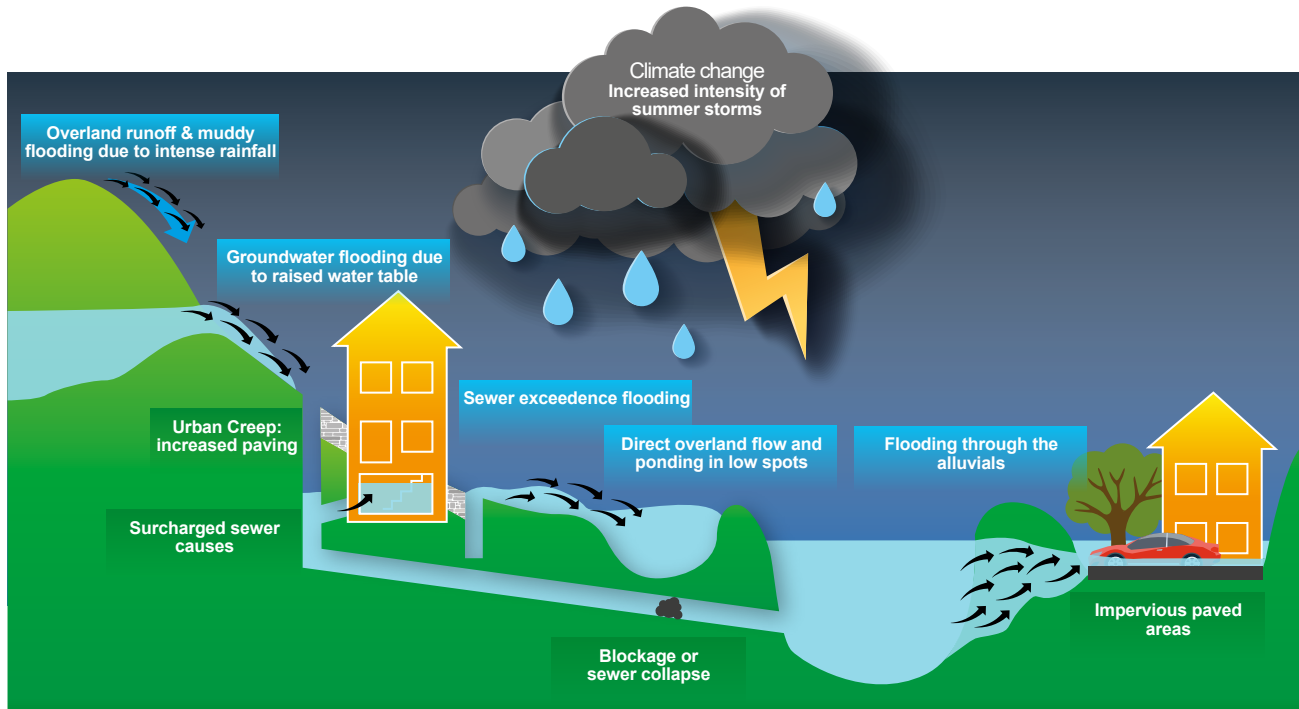 Climate change
Increased intensity of
summer storms
Overland runoff & muddy
flooding due to intense rainfall
Groundwater flooding due
to raised water table
Sewer exceedence flooding
Urban Creep:
increased paving
Direct overland flow and
ponding in low spots
Flooding through the
alluvials
Surcharged sewer
causes
Impervious paved
areas
Blockage or
sewer collapse